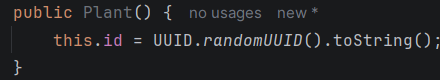 public Plant() { no usages new *
this.id = UUID.randomUUID().toString();
}